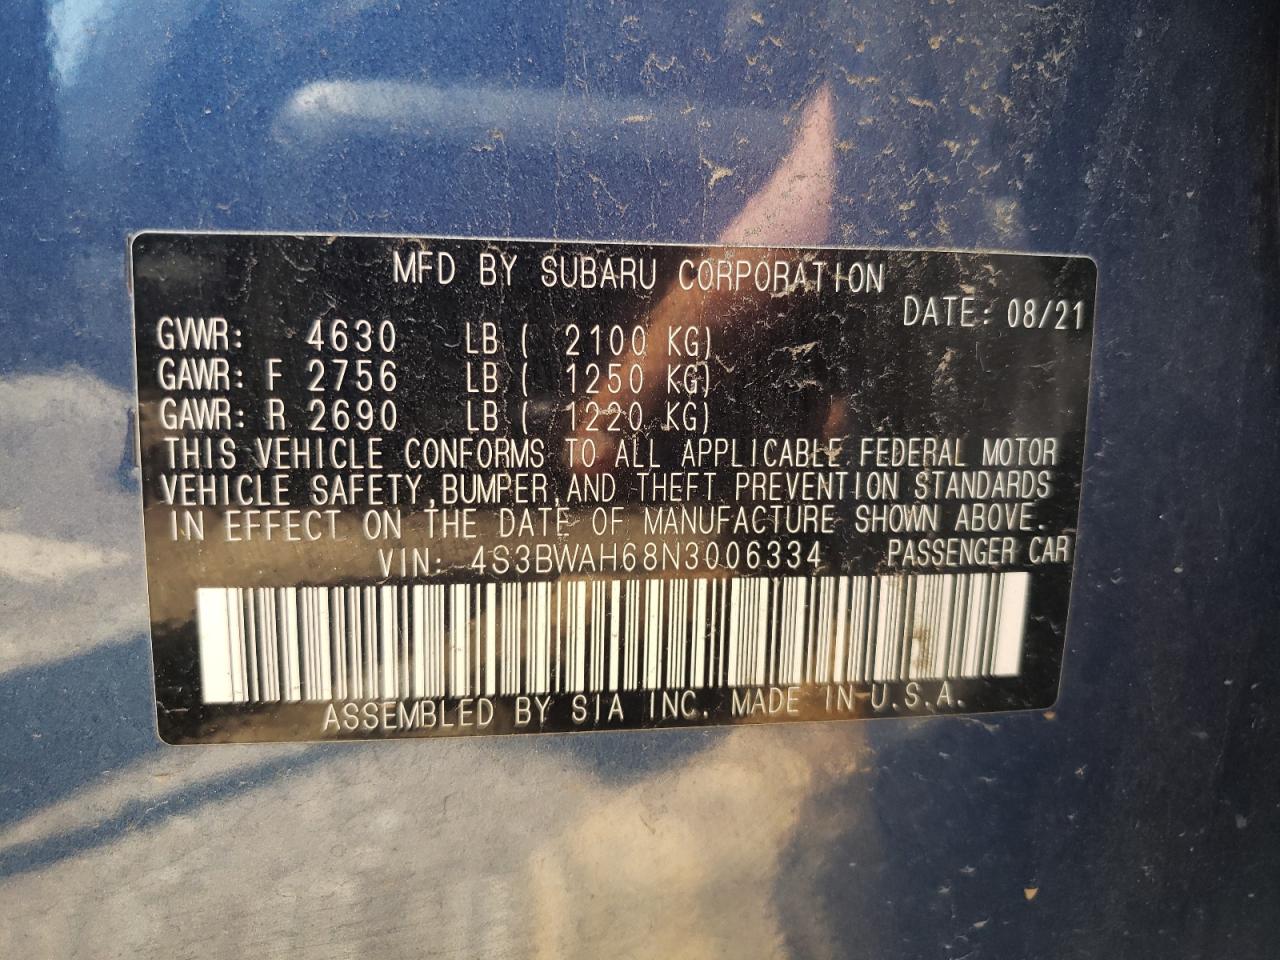 MFD BY SUBARU CORPORATION
DATE: 08/21
GVWR: 4630 LB ( 2100 KG)
GAWR: F 2756 LB ( 1250 KG)
GAWR: R 2690 LB ( 1220 KG)
THIS VEHICLE CONFORMS TO ALL APPLICABLE FEDERAL MOTOR
VEHICLE SAFETY, BUMPER, AND THEFT PREVENTION STANDARDS
IN EFFECT ON THE DATE OF MANUFACTURE SHOWN ABOVE.
VIN: 4S3BWAH68N3006334 PASSENGER CAR
ASSEMBLED BY SIA INC. MADE IN U.S.A.